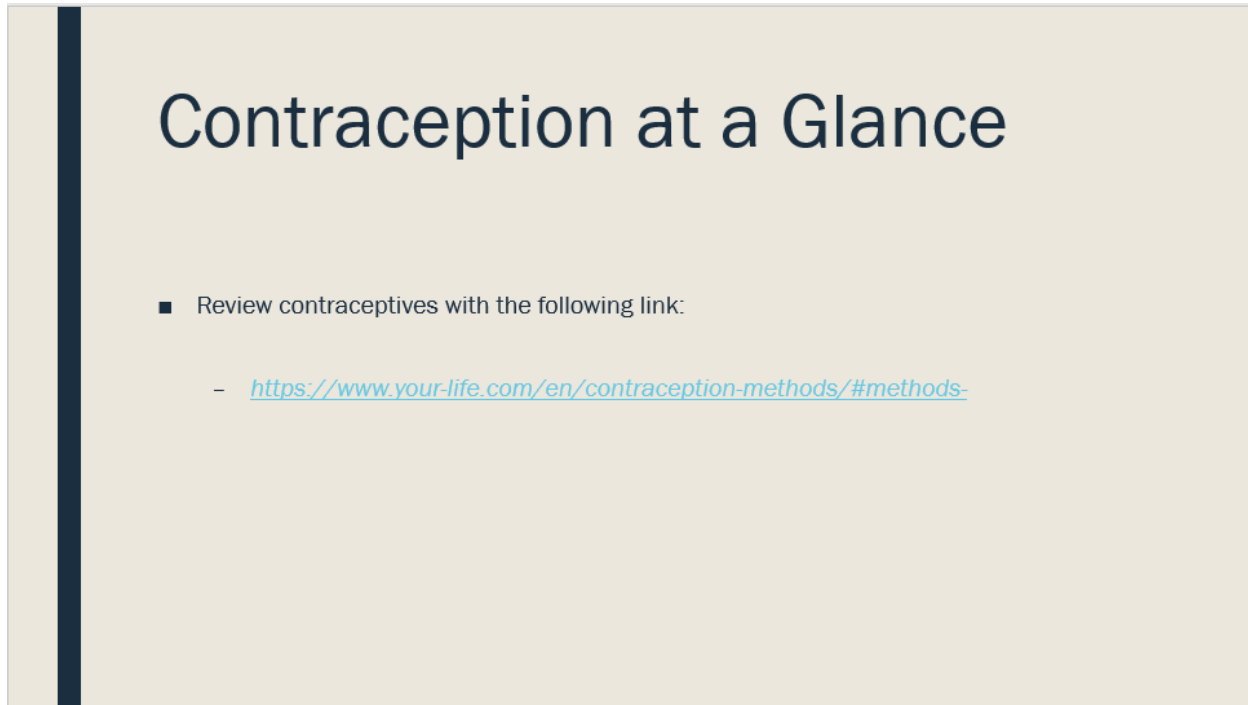 Contraception at a Glance
■ Review contraceptives with the following link:
– https://www.your-life.com/en/contraception-methods/#methods-